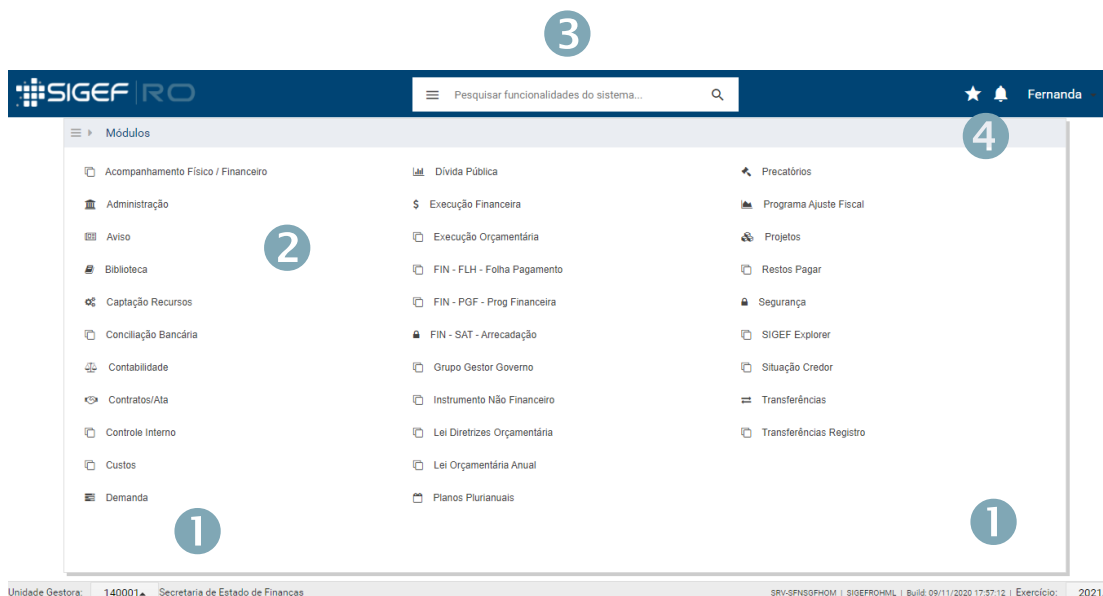 3
SIGEF RO
Pesquisar funcionalidades do sistema...
Fernanda
4
Módulos
Acompanhamento Físico / Financeiro
Administração
Aviso
Biblioteca
Captação Recursos
Conciliação Bancária
Contabilidade
Contratos/Ata
Controle Interno
Custos
Demanda
2
1
Dívida Pública
Execução Financeira
Execução Orçamentária
FIN - FLH - Folha Pagamento
FIN - PGF - Prog Financeira
FIN - SAT - Arrecadação
Grupo Gestor Governo
Instrumento Não Financeiro
Lei Diretrizes Orçamentária
Lei Orçamentária Anual
Planos Plurianuais
Precatórios
Programa Ajuste Fiscal
Projetos
Restos Pagar
Segurança
SIGEF Explorer
Situação Credor
Transferências
Transferências Registro
1
Unidade Gestora: 140001 Secretaria de Estado de Finanças
SRV-SFNSGFHOM | SIGEFROHML | Build: 09/11/2020 17:57:12 | Exercício: 2021